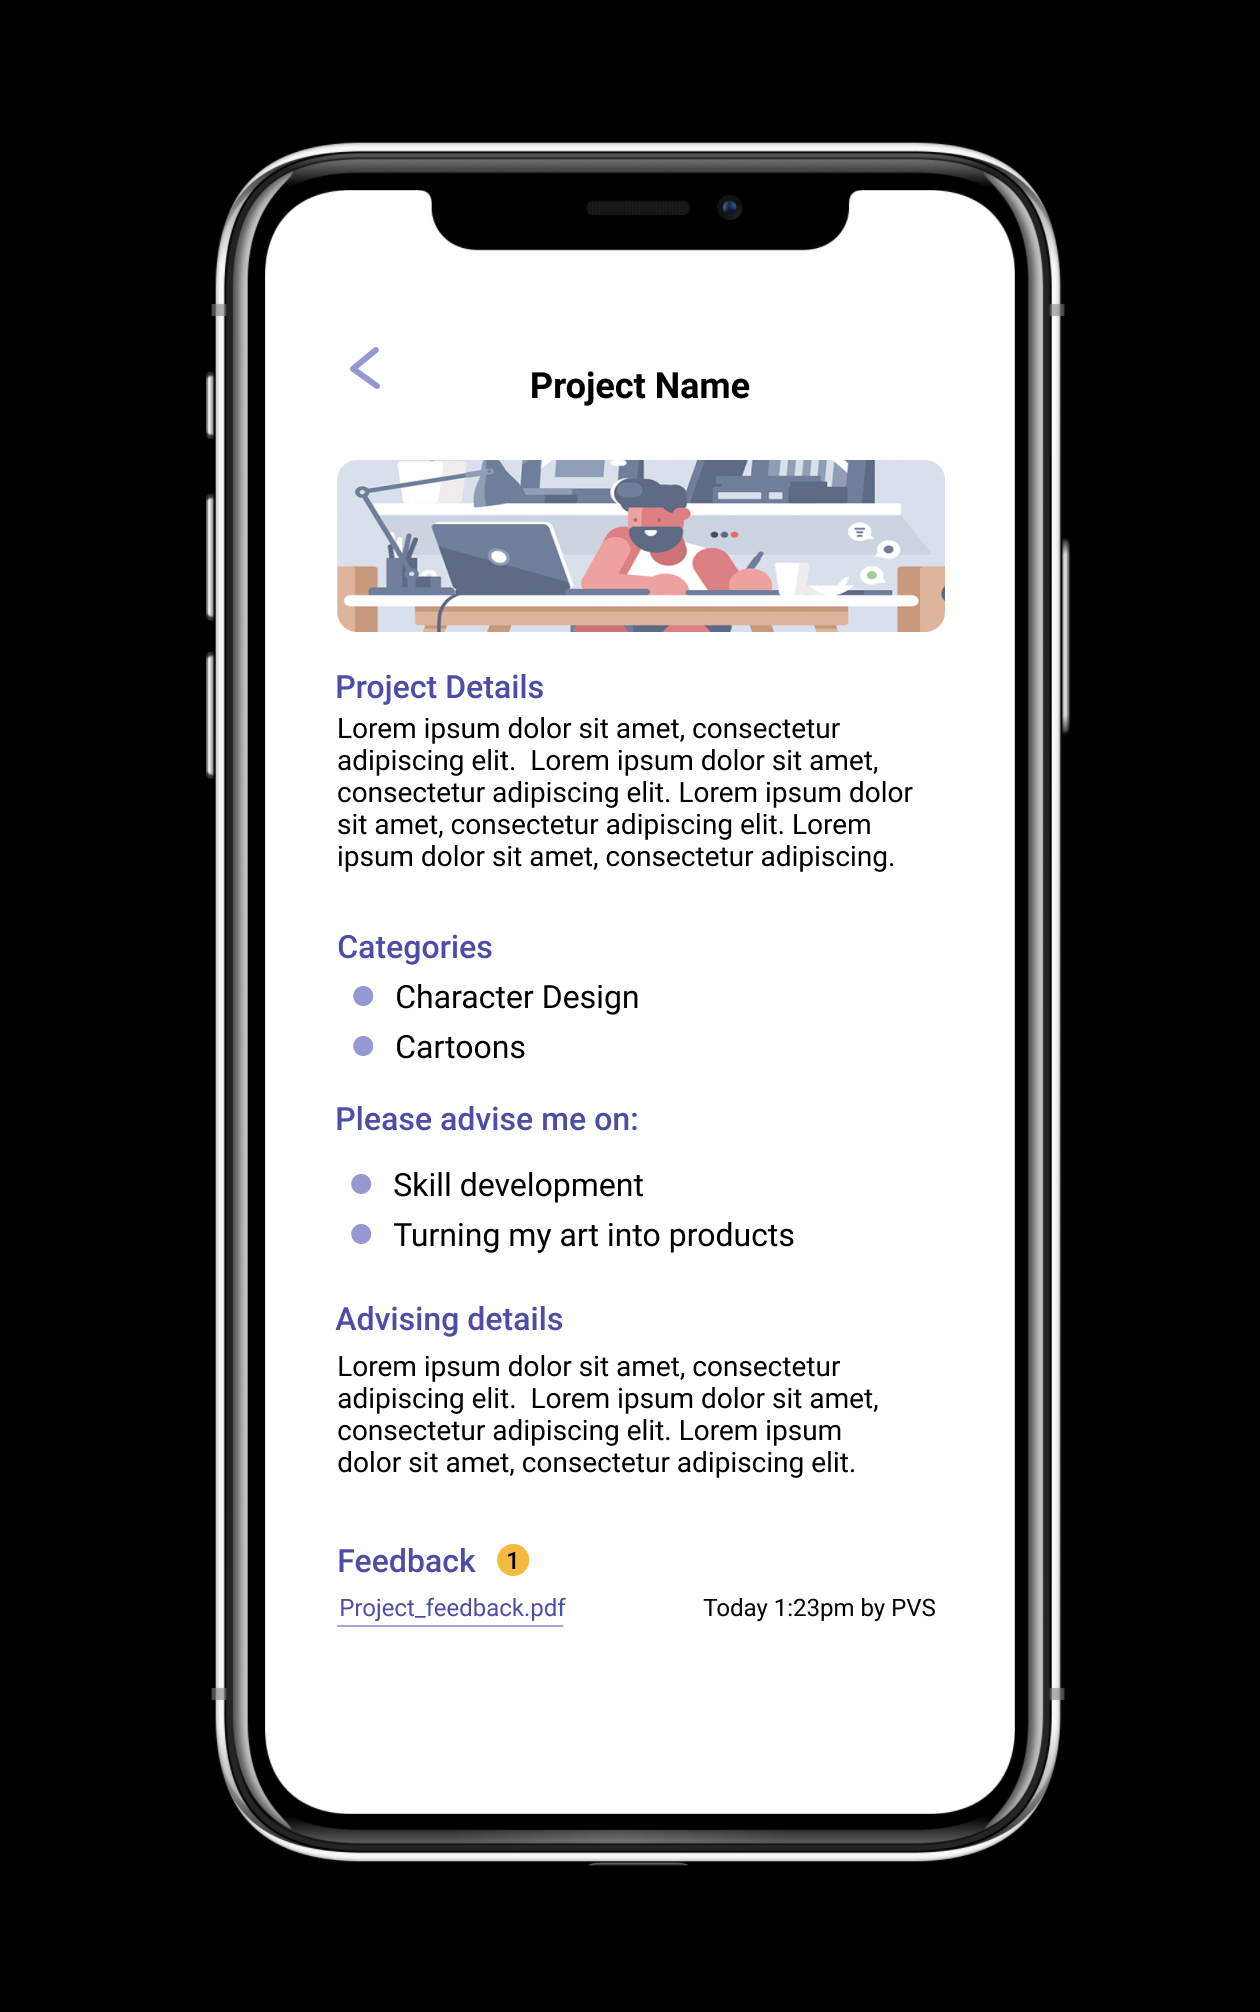 Project Name
Project Details
Lorem ipsum dolor sit amet, consectetur
adipiscing elit.  Lorem ipsum dolor sit amet,
consectetur adipiscing elit. Lorem ipsum dolor
sit amet, consectetur adipiscing elit. Lorem
ipsum dolor sit amet, consectetur adipiscing.
Categories
Character Design
Cartoons
Please advise me on:
Skill development
Turning my art into products
Advising details
Lorem ipsum dolor sit amet, consectetur
adipiscing elit.  Lorem ipsum dolor sit amet,
consectetur adipiscing elit. Lorem ipsum
dolor sit amet, consectetur adipiscing elit.
Feedback 1
Project_feedback.pdf Today 1:23pm by PVS